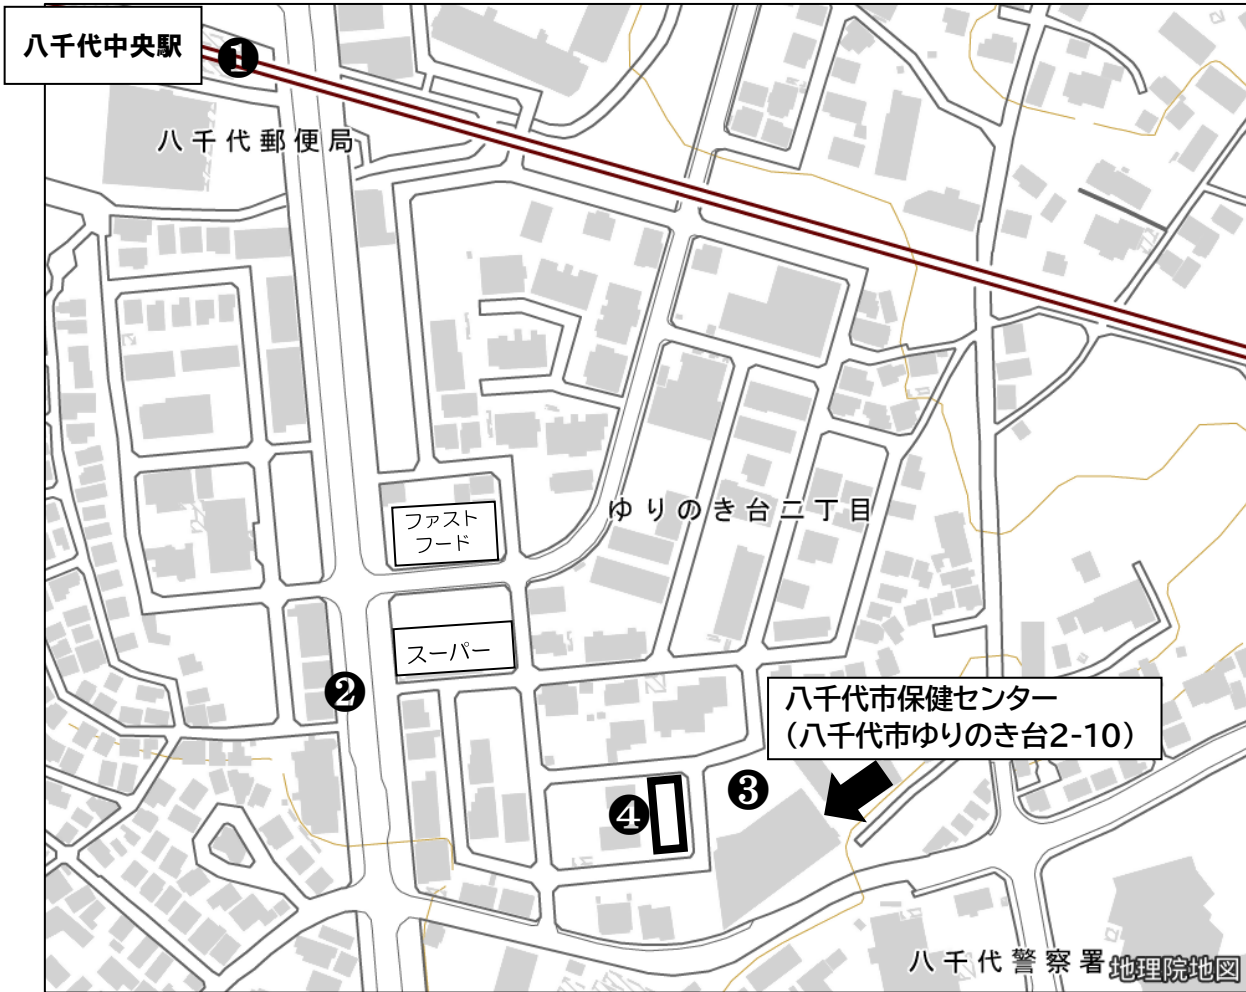 八千代中央駅
❶
八千代郵便局
ファスト
フード
ゆりのき台二丁目
スーパー
❷
八千代市保健センター
（八千代市ゆりのき台2-10）
❸
❹
八千代警察署
地理院地図